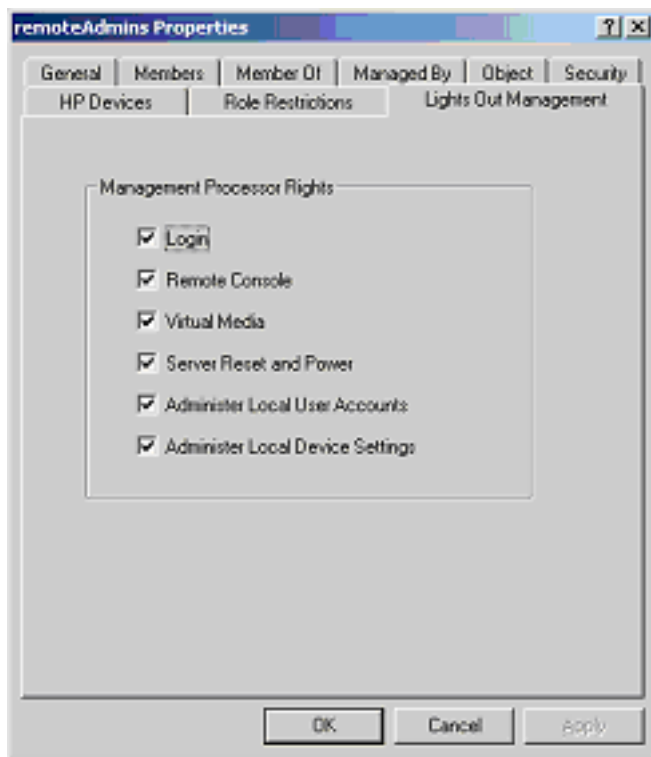 remoteAdmins Properties
General Members Member Of Managed By Object Security
HP Devices Role Restrictions Lights Out Management
Management Processor Rights
Login
Remote Console
Virtual Media
Server Reset and Power
Administer Local User Accounts
Administer Local Device Settings
OK Cancel Apply